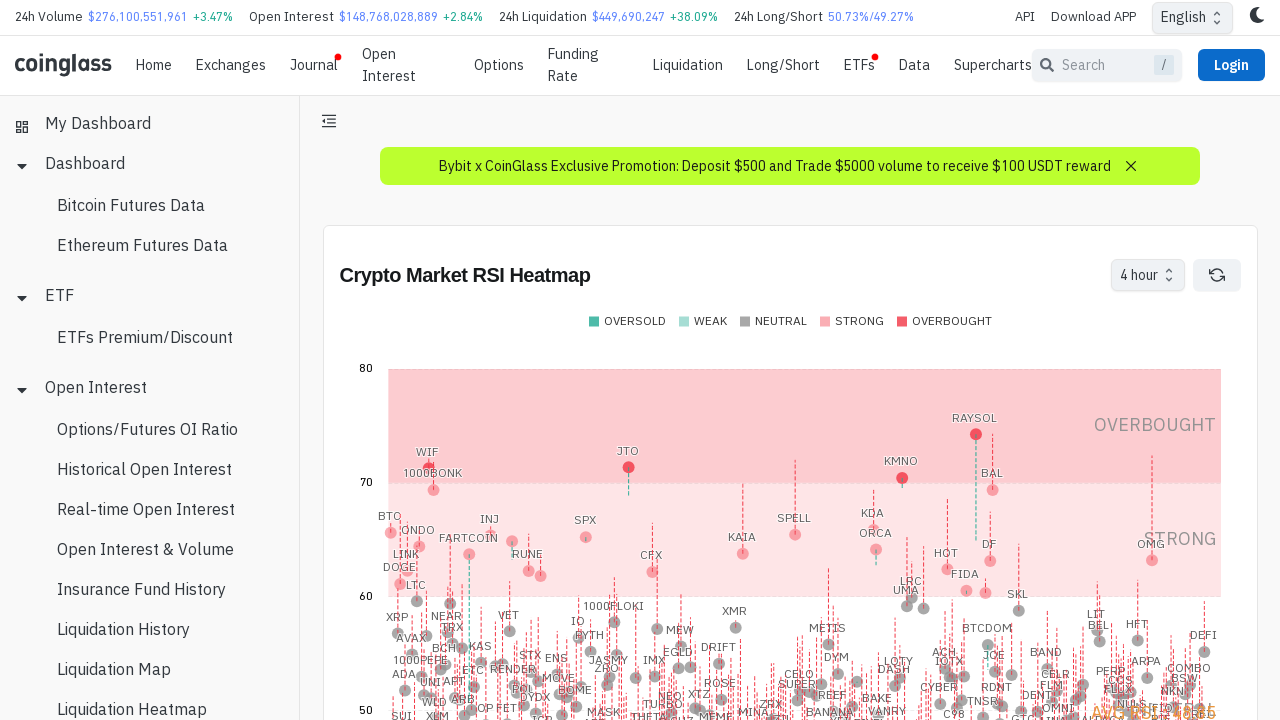 24h Volume $276,100,551,961 +3.47% Open Interest $148,768,028,889 +2.84% 24h Liquidation $449,690,247 +38.09% 24h Long/Short 50.73%/49.27% API Download APP English
coinglass Home Exchanges Journal Open Interest Options Funding Rate Liquidation Long/Short ETFs Data Supercharts Search / Login
My Dashboard
Dashboard
Bitcoin Futures Data
Ethereum Futures Data
ETF
ETFs Premium/Discount
Open Interest
Options/Futures OI Ratio
Historical Open Interest
Real-time Open Interest
Open Interest & Volume
Insurance Fund History
Liquidation History
Liquidation Map
Liquidation Heatmap
Bybit x CoinGlass Exclusive Promotion: Deposit $500 and Trade $5000 volume to receive $100 USDT reward
Crypto Market RSI Heatmap
4 hour
OVERSOLD WEAK NEUTRAL STRONG OVERBOUGHT
80
RAYSOL
OVERBOUGHT
WIF JTO
KMNO
1000BONK BAL
70
BTC INJ SPX SPELL KDA
ONDO FARTCOIN KAIA ORCA
STRONG
LINK RUNE CFX HOT DF OMG
DOGE FIDA
LTC LRC
UMA SKL
60
1000FLOKI
XRP NEAR VET XMR LIT
TRX IO METIS BTCDOM BEL HFT
AVAX PYTH MEW DEFI
BCH KAS EGLD DRIFT ACH JOE BAND
1000PEPE STX ENS JASMY IMX DYM LOTY IOTX ARPA
ADA ETC RENDER ZRO CELO DASH PERP COMBO
UNI APT MOVE CELR
POL BOME ROSE SUPER CYBER RDNT FLM FLUX BSW
WLD ARB DYDX NEO XTZ REEF BAKE TNSR DENT NKN
OP FET TURBO ZRX NULS
50 SUI XLM MASK MEME BANANA VANRY C98